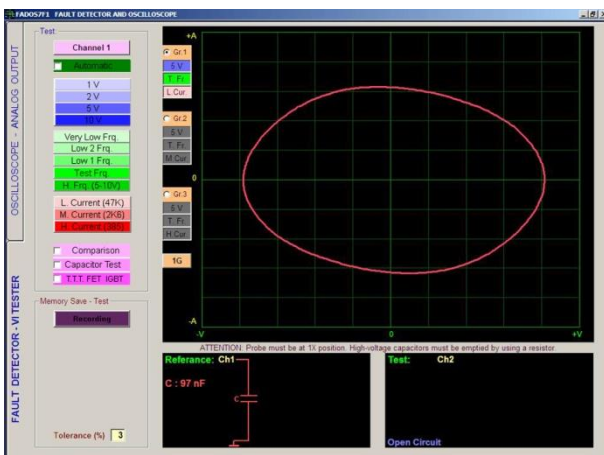 FADOS7F1 FAULT DETECTOR AND OSCILLOSCOPE
OSCILLOSCOPE - ANALOG OUTPUT
FAULT DETECTOR - VI TESTER
Test:
Channel 1
Automatic
1 V
2 V
5 V
10 V
Very Low Frq.
Low 2 Frq.
Low 1 Frq.
Test Frq.
H. Frq. (5-10V)
L. Current (47K)
M. Current (2K6)
H. Current (385)
Comparison
Capacitor Test
T.T.T. FET IGBT
Memory Save - Test
Recording
Tolerance (%) 3
Gr.1
5 V
T. Fr.
L Cur.
Gr.2
5 V
T. Fr.
M Cur.
Gr.3
5 V
T. Fr.
H Cur.
1G
+A
0
-A
-V
0
+V
ATTENTION: Probe must be at 1X position. High-voltage capacitors must be emptied by using a resistor.
Referance: Ch1
C : 97 nF
C
Test: Ch2
Open Circuit